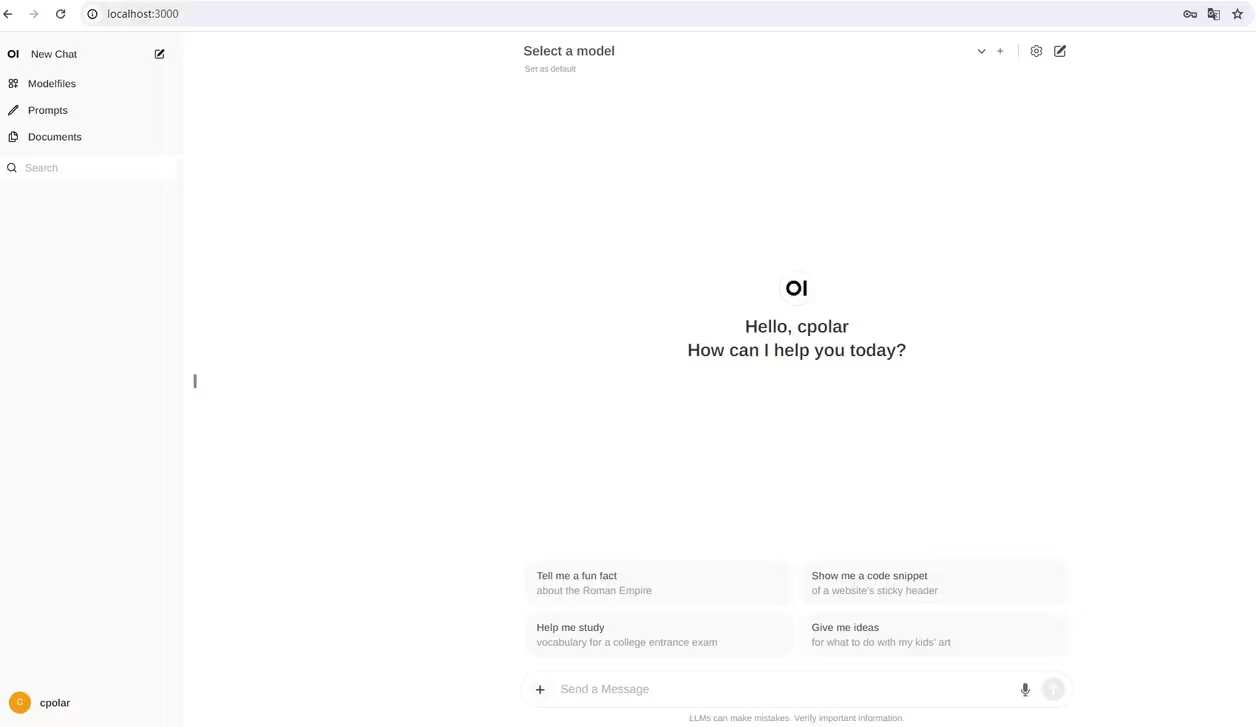 localhost:3000
OI New Chat
Modelfiles
Prompts
Documents
Search
Select a model
Set as default
OI
Hello, cpolar
How can I help you today?
Tell me a fun fact
about the Roman Empire
Show me a code snippet
of a website's sticky header
Help me study
vocabulary for a college entrance exam
Give me ideas
for what to do with my kids' art
Send a Message
LLMs can make mistakes. Verify important information.
C cpolar